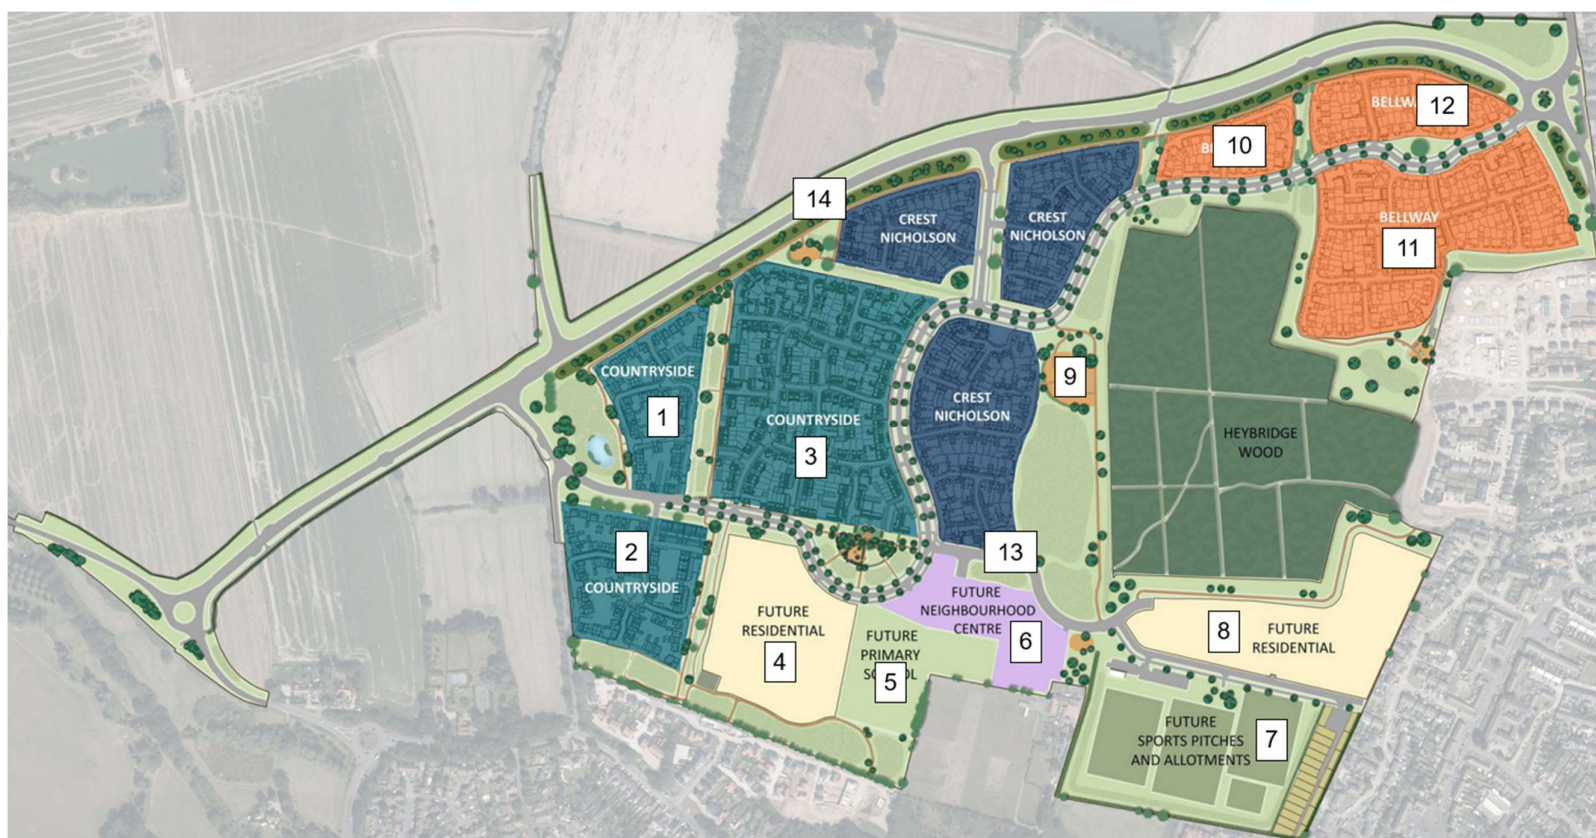 12
BELLWAY
10
14
CREST
NICHOLSON
CREST
NICHOLSON
BELLWAY
11
COUNTRYSIDE
1
9
CREST
NICHOLSON
COUNTRYSIDE
3
HEYBRIDGE
WOOD
2
COUNTRYSIDE
13
FUTURE
RESIDENTIAL
4
FUTURE
PRIMARY
SCHOOL
5
FUTURE
NEIGHBOURHOOD
CENTRE
6
8
FUTURE
RESIDENTIAL
FUTURE
SPORTS PITCHES
AND ALLOTMENTS
7